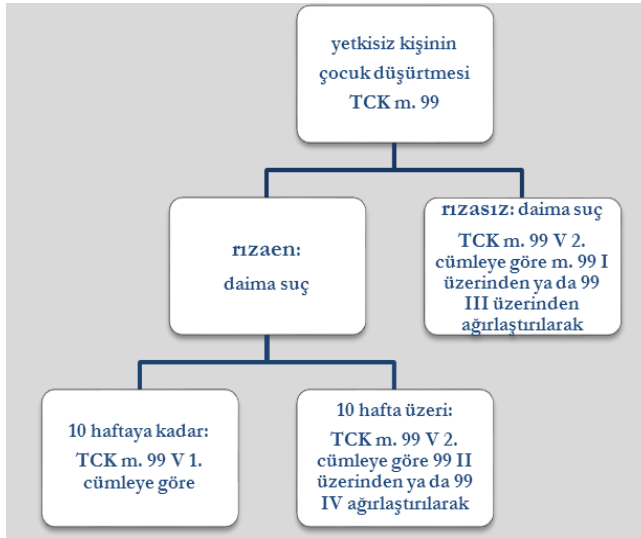 yetkisiz kişinin
çocuk düşürtmesi
TCK m. 99
rızaen:
daima suç
rızasız: daima suç
TCK m. 99 V 2.
cümleye göre m. 99 I
üzerinden ya da 99
III üzerinden
ağırlaştırılarak
10 haftaya kadar:
TCK m. 99 V 1.
cümleye göre
10 hafta üzeri:
TCK m. 99 V 2.
cümleye göre 99 II
üzerinden ya da 99
IV ağırlaştırılarak